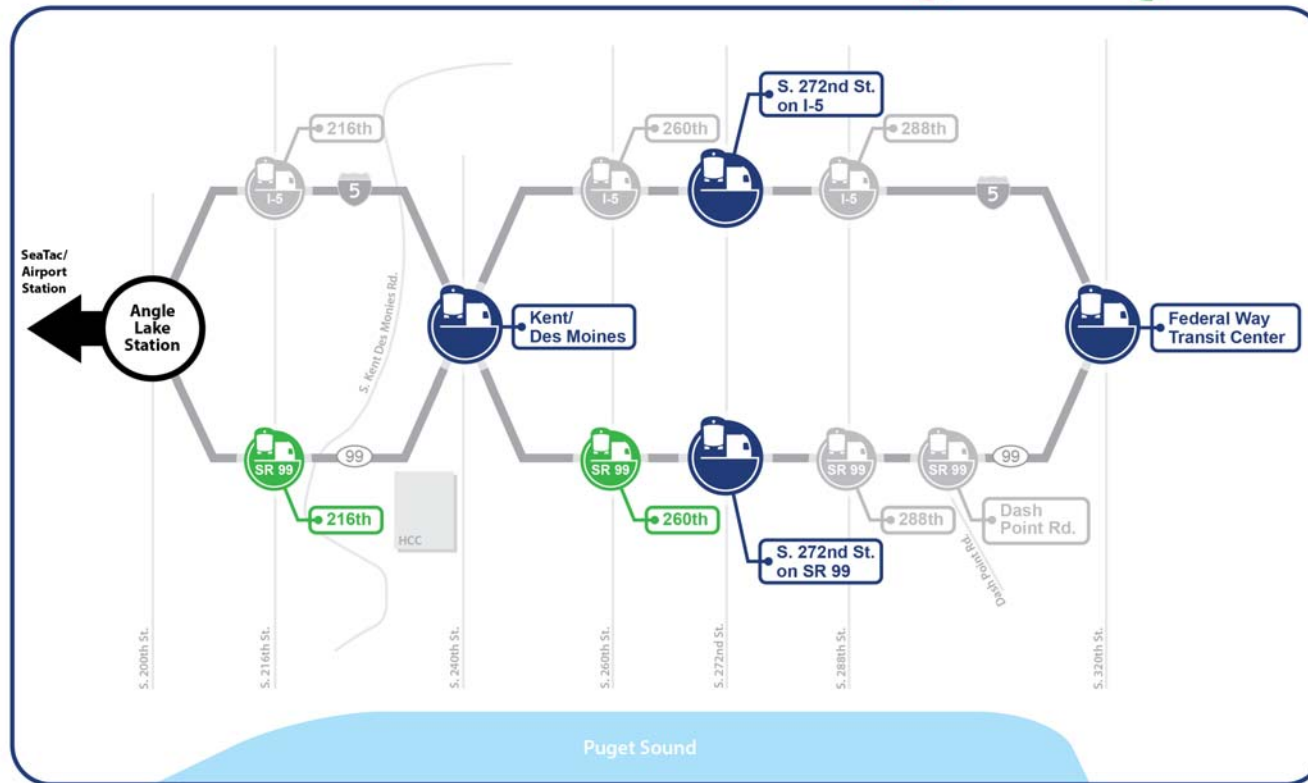 S. 272nd St.
on I-5
216th
260th
288th
I-5
5
I-5
I-5
5
SeaTac/
Airport
Station
S. Kent Des Monies Rd.
Angle
Lake
Station
Kent/
Des Moines
Federal Way
Transit Center
SR 99
99
SR 99
SR 99
SR 99
99
216th
HCC
260th
288th
Dash
Point Rd.
S. 272nd St.
on SR 99
Dash Point Rd.
S. 200th St.
S. 216th St.
S. 240th St.
S. 260th St.
S. 272nd St.
S. 288th St.
S. 320th St.
Puget Sound